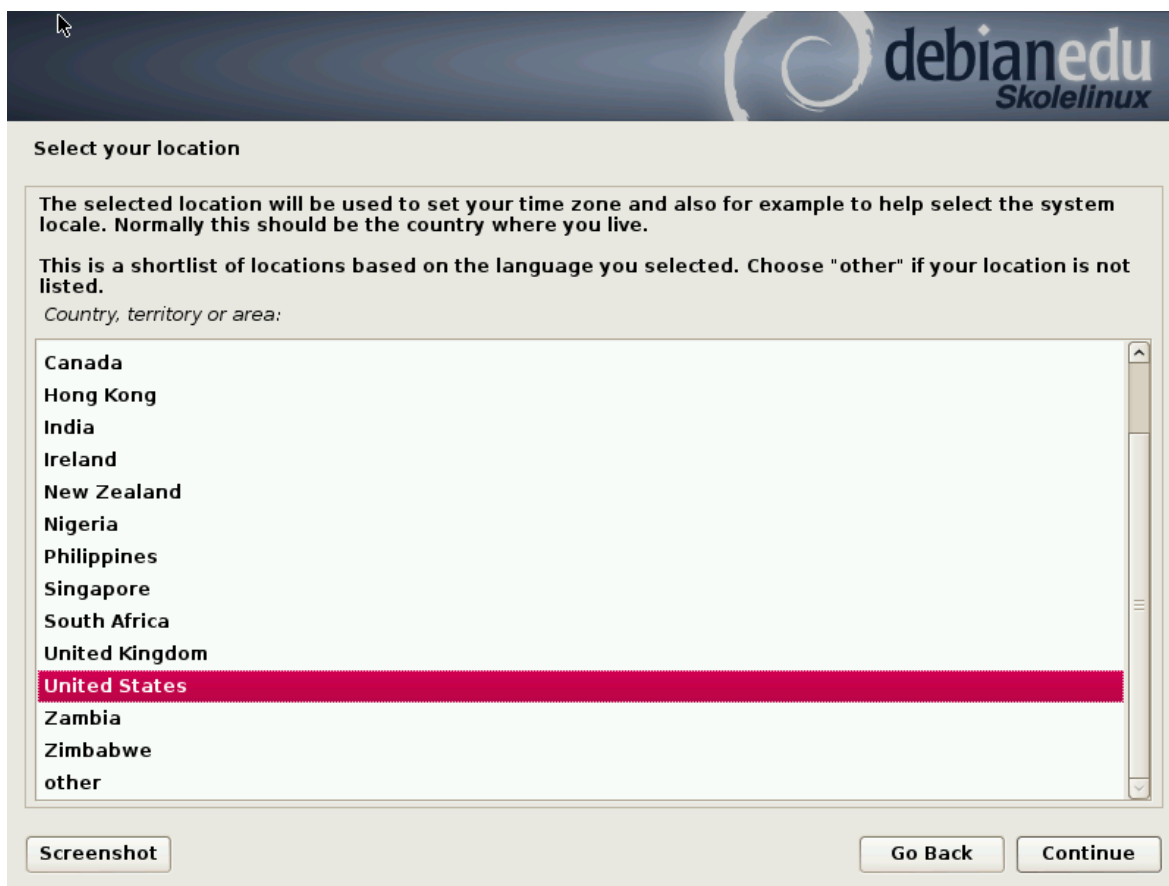 debianedu
Skolelinux
Select your location
The selected location will be used to set your time zone and also for example to help select the system
locale. Normally this should be the country where you live.
This is a shortlist of locations based on the language you selected. Choose "other" if your location is not
listed.
Country, territory or area:
Canada
Hong Kong
India
Ireland
New Zealand
Nigeria
Philippines
Singapore
South Africa
United Kingdom
United States
Zambia
Zimbabwe
other
Screenshot
Go Back
Continue